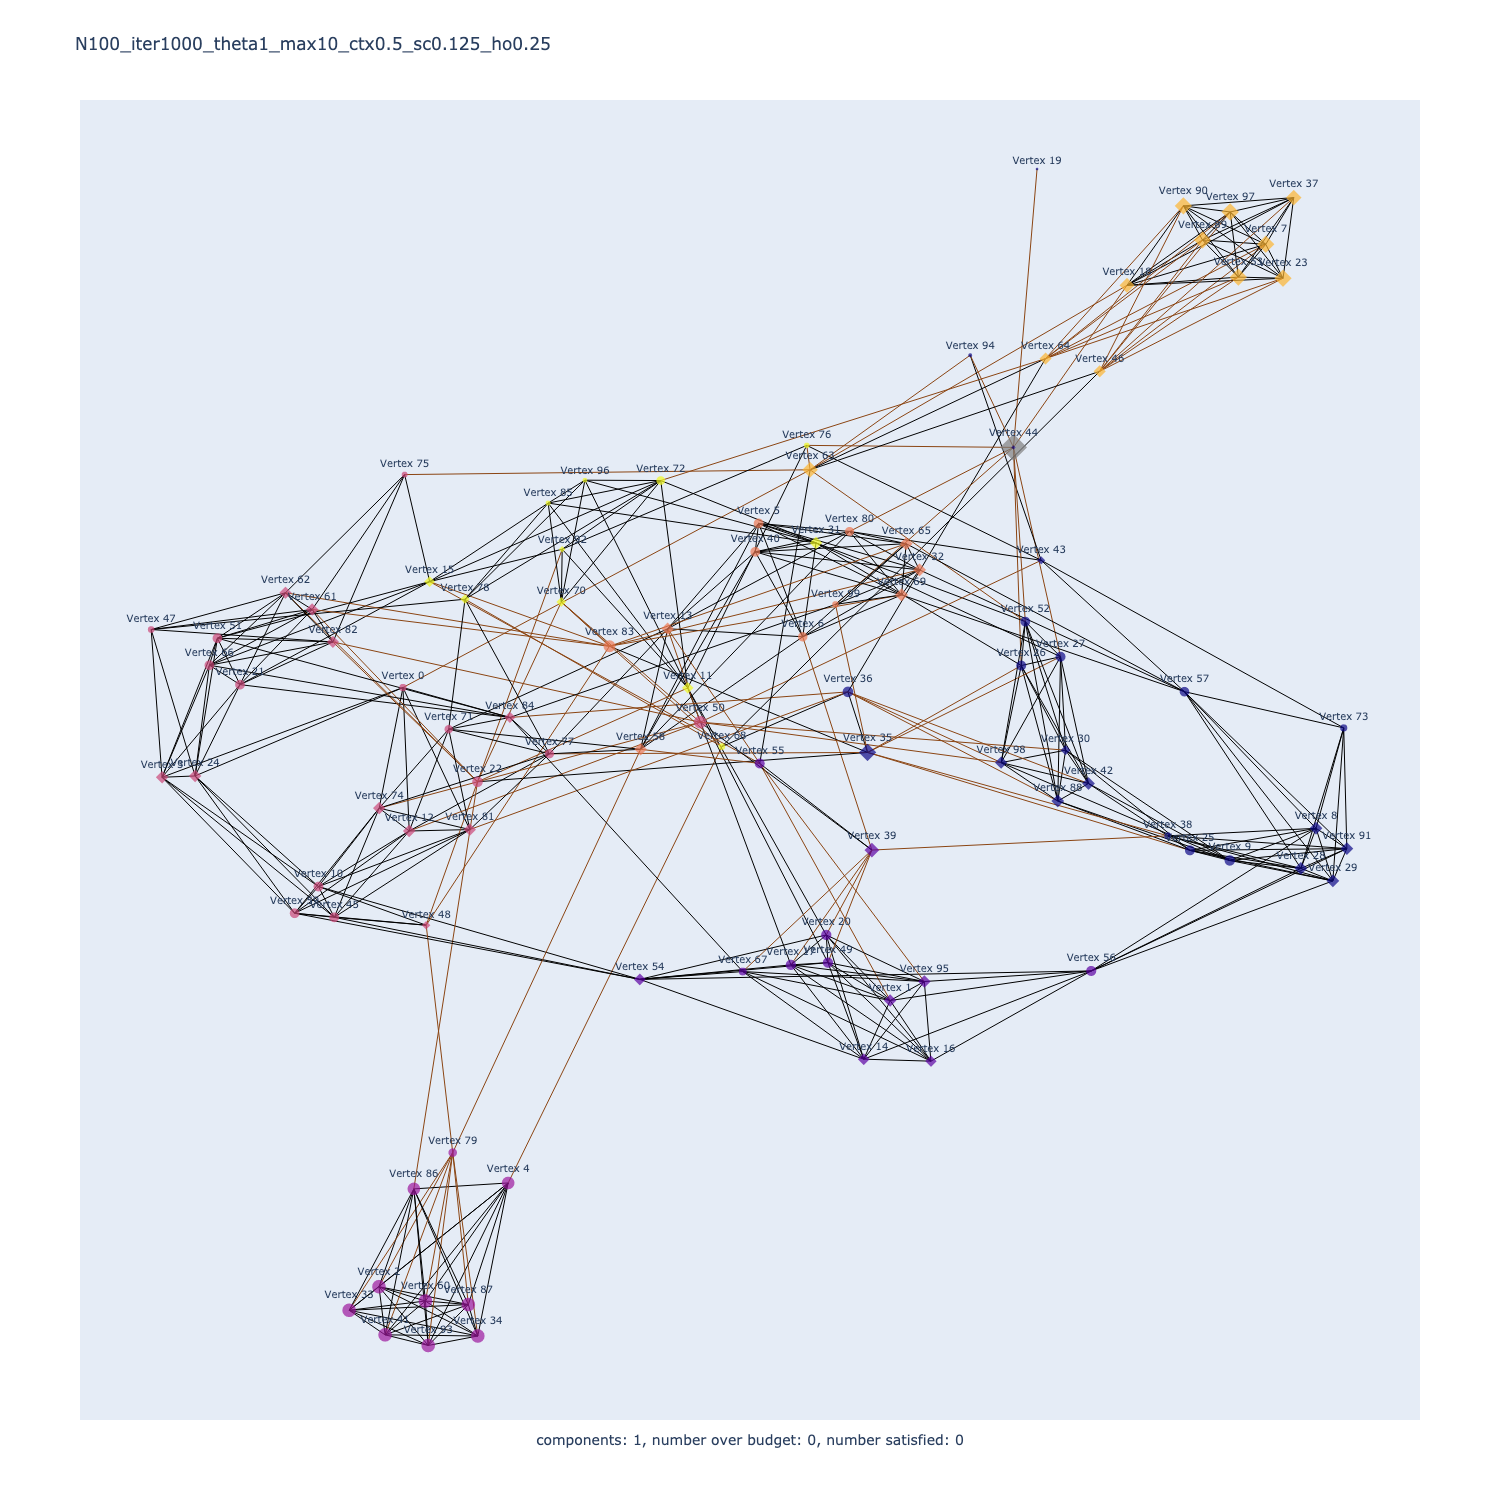 N100_iter1000_theta1_max10_ctx0.5_sc0.125_ho0.25
Vertex 19
Vertex 37
Vertex 90
Vertex 97
Vertex 7
Vertex 23
Vertex 18
Vertex 94
Vertex 64
Vertex 46
Vertex 44
Vertex 76
Vertex 63
Vertex 75
Vertex 96
Vertex 72
Vertex 85
Vertex 5
Vertex 80
Vertex 31
Vertex 65
Vertex 40
Vertex 43
Vertex 32
Vertex 69
Vertex 15
Vertex 78
Vertex 70
Vertex 99
Vertex 62
Vertex 61
Vertex 47
Vertex 51
Vertex 82
Vertex 66
Vertex 21
Vertex 13
Vertex 83
Vertex 6
Vertex 52
Vertex 27
Vertex 26
Vertex 0
Vertex 11
Vertex 36
Vertex 57
Vertex 84
Vertex 50
Vertex 71
Vertex 73
Vertex 77
Vertex 58
Vertex 68
Vertex 55
Vertex 35
Vertex 98
Vertex 30
Vertex 24
Vertex 22
Vertex 42
Vertex 88
Vertex 74
Vertex 12
Vertex 81
Vertex 39
Vertex 38
Vertex 25
Vertex 9
Vertex 8
Vertex 91
Vertex 28
Vertex 29
Vertex 10
Vertex 45
Vertex 48
Vertex 20
Vertex 49
Vertex 17
Vertex 67
Vertex 54
Vertex 95
Vertex 56
Vertex 1
Vertex 14
Vertex 16
Vertex 79
Vertex 86
Vertex 4
Vertex 2
Vertex 33
Vertex 60
Vertex 87
Vertex 34
Vertex 93
components: 1, number over budget: 0, number satisfied: 0